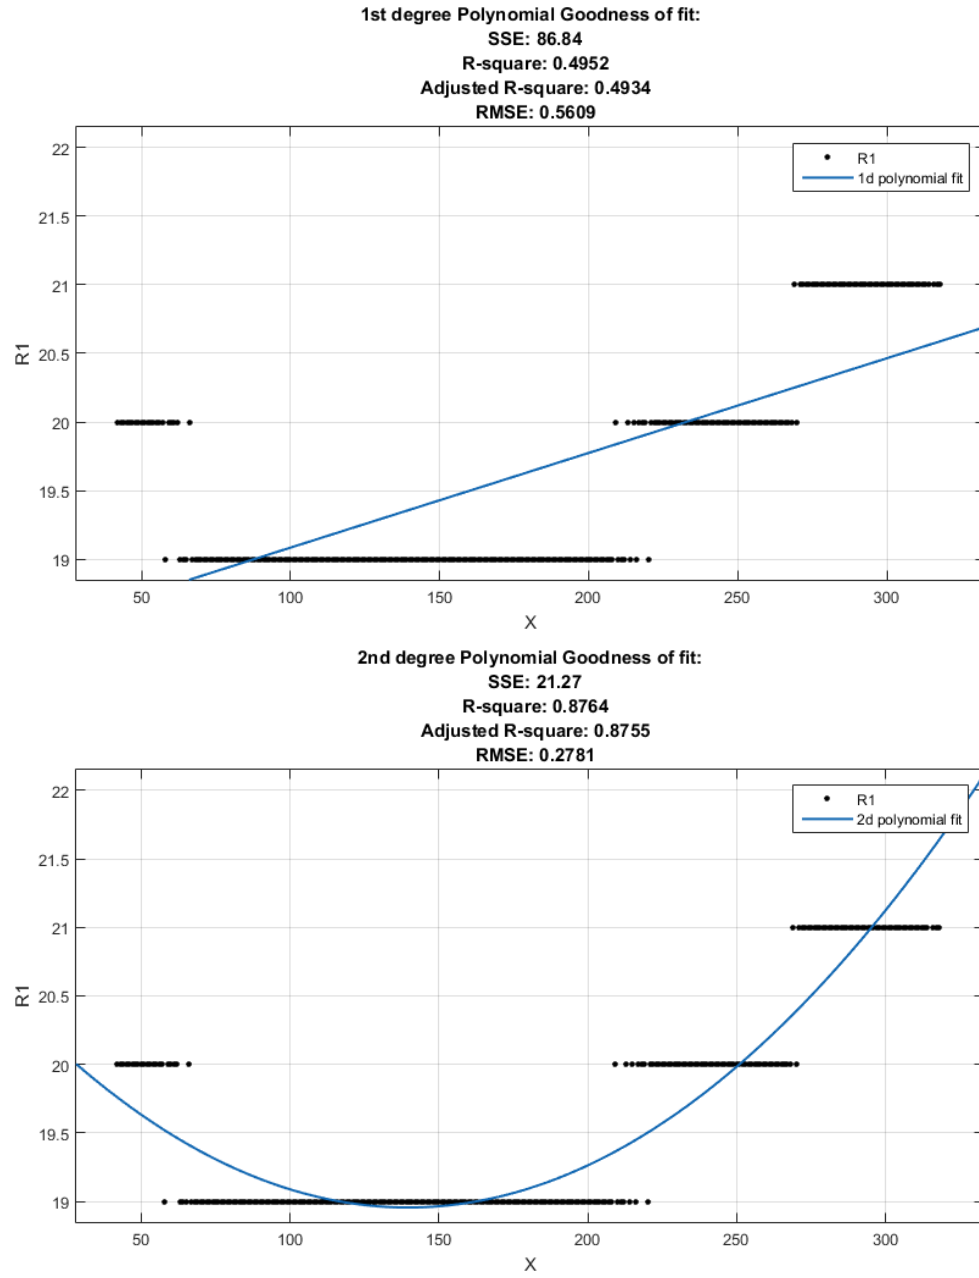 1st degree Polynomial Goodness of fit:
SSE: 86.84
R-square: 0.4952
Adjusted R-square: 0.4934
RMSE: 0.5609
22
21.5
21
20.5
20
19.5
19
R1
R1
1d polynomial fit
50 100 150 200 250 300
X
2nd degree Polynomial Goodness of fit:
SSE: 21.27
R-square: 0.8764
Adjusted R-square: 0.8755
RMSE: 0.2781
22
21.5
21
20.5
20
19.5
19
R1
R1
2d polynomial fit
50 100 150 200 250 300
X